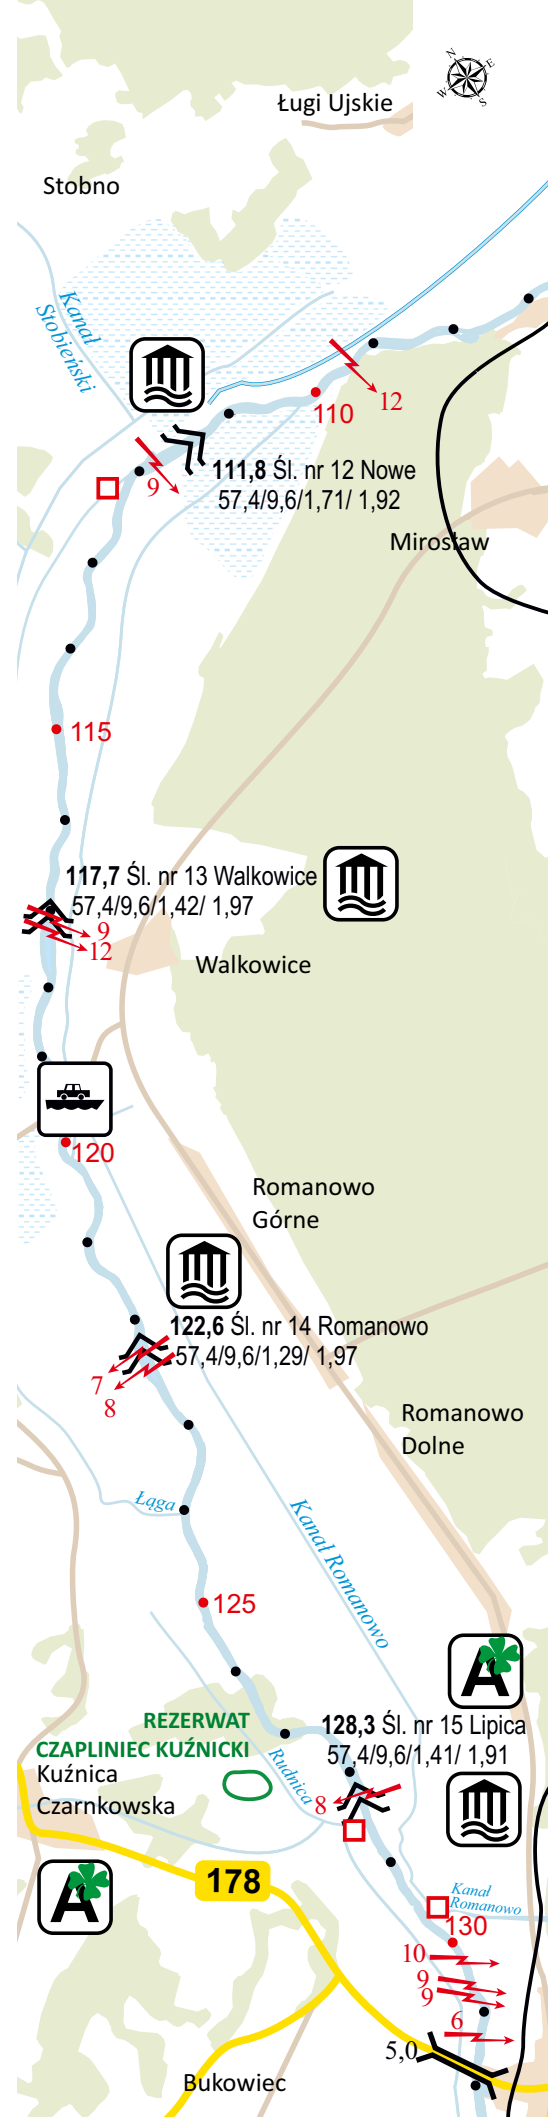 N
E
W
S
Ługi Ujskie
Stobno
Kanał
Stobieński
12
110
111,8 Śl. nr 12 Nowe
57,4/9,6/1,71/ 1,92
9
Mirosław
115
117,7 Śl. nr 13 Walkowice
57,4/9,6/1,42/ 1,97
9
12
Walkowice
120
Romanowo
Górne
122,6 Śl. nr 14 Romanowo
57,4/9,6/1,29/ 1,97
7
8
Romanowo
Dolne
Łąga
Kanał Romanowo
125
A
REZERWAT
CZAPLINIEC KUŹNICKI
128,3 Śl. nr 15 Lipica
57,4/9,6/1,41/ 1,91
Kuźnica
Czarnkowska
Rudnica
8
A
178
Kanał
Romanowo
130
10
9
9
6
5,0
Bukowiec